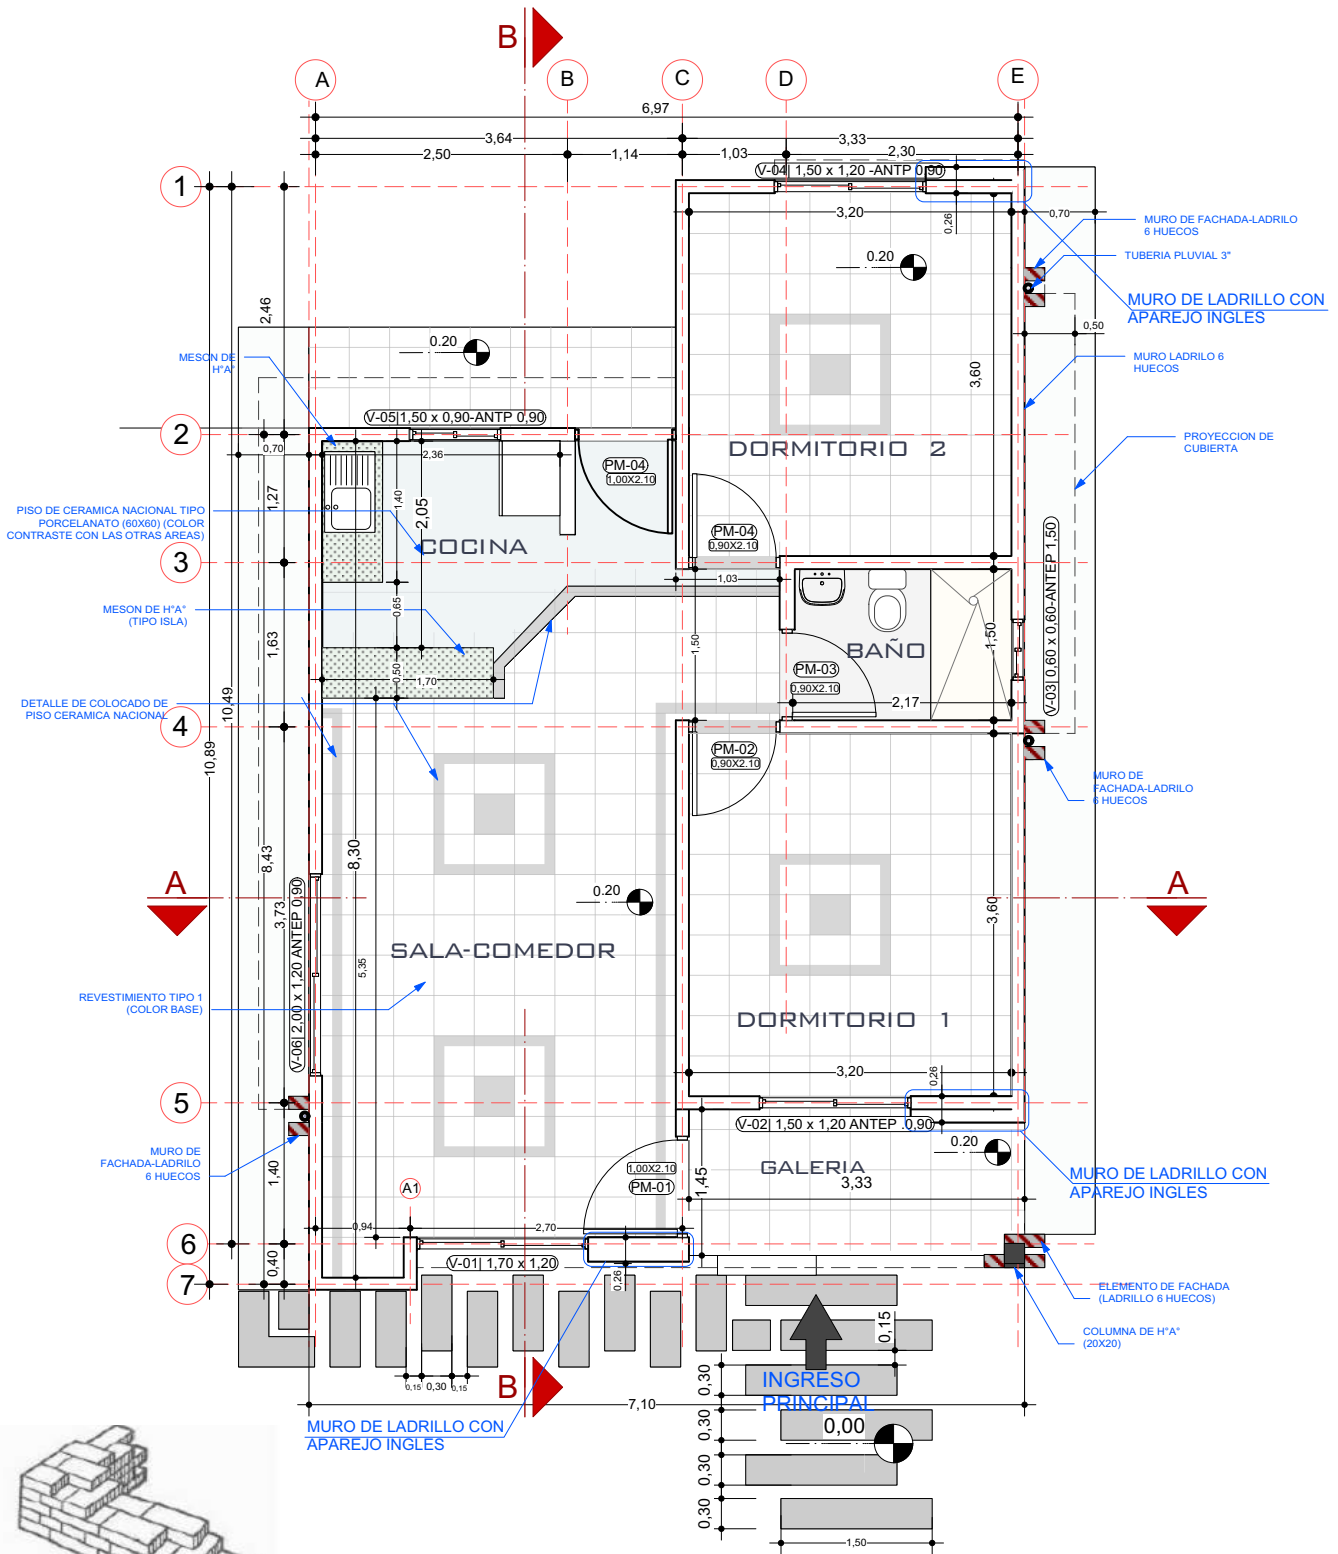 B
A
B
C
D
E
6,97
3,64
3,33
2,50
1,14
1,03
2,30
V-04| 1,50 x 1,20 -ANTP 0,90
1
3,20
0,26
0,70
MURO DE FACHADA-LADRILO
6 HUECOS
TUBERIA PLUVIAL 3"
0.20
MURO DE LADRILLO CON
APAREJO INGLES
0,50
2,46
0.20
MESON DE
H°A°
MURO LADRILO 6
HUECOS
3,60
V-05|1,50 x 0,90-ANTP 0,90
2
0,70
2,36
DORMITORIO 2
PROYECCION DE
CUBIERTA
PM-04
1,00X2.10
1,27
1,40
2,05
PISO DE CERAMICA NACIONAL TIPO
PORCELANATO (60X60) (COLOR
CONTRASTE CON LAS OTRAS AREAS)
COCINA
PM-04
0,90X2.10
3
1,03
V-03| 0,60 x 0,60-ANTEP 1,50
MESON DE H°A°
(TIPO ISLA)
0,65
1,63
1,50
BAÑO
1,50
PM-03
0,90X2.10
0,50
1,70
2,17
DETALLE DE COLOCADO DE
PISO CERAMICA NACIONAL
10,49
4
PM-02
0,90X2.10
10,89
MURO DE
FACHADA-LADRILO
6 HUECOS
8,43
8,30
A
0.20
A
3,73
3,60
V-06| 2,00 x 1,20 ANTEP 0,90
SALA-COMEDOR
5,35
REVESTIMIENTO TIPO 1
(COLOR BASE)
DORMITORIO 1
3,20
0,26
5
V-02| 1,50 x 1,20 ANTEP .0,90
0.20
MURO DE
FACHADA-LADRILO
6 HUECOS
1,40
1,00X2.10
PM-01
1,45
GALERIA
3,33
MURO DE LADRILLO CON
APAREJO INGLES
A1
0,94
2,70
6
0,40
V-01| 1,70 x 1,20
0,26
7
ELEMENTO DE FACHADA
(LADRILLO 6 HUECOS)
COLUMNA DE H°A°
(20X20)
0,15
0,15
0,30
0,15
B
INGRESO
PRINCIPAL
0,30
7,10
MURO DE LADRILLO CON
APAREJO INGLES
0,30
0,00
0,30
0,30
1,50